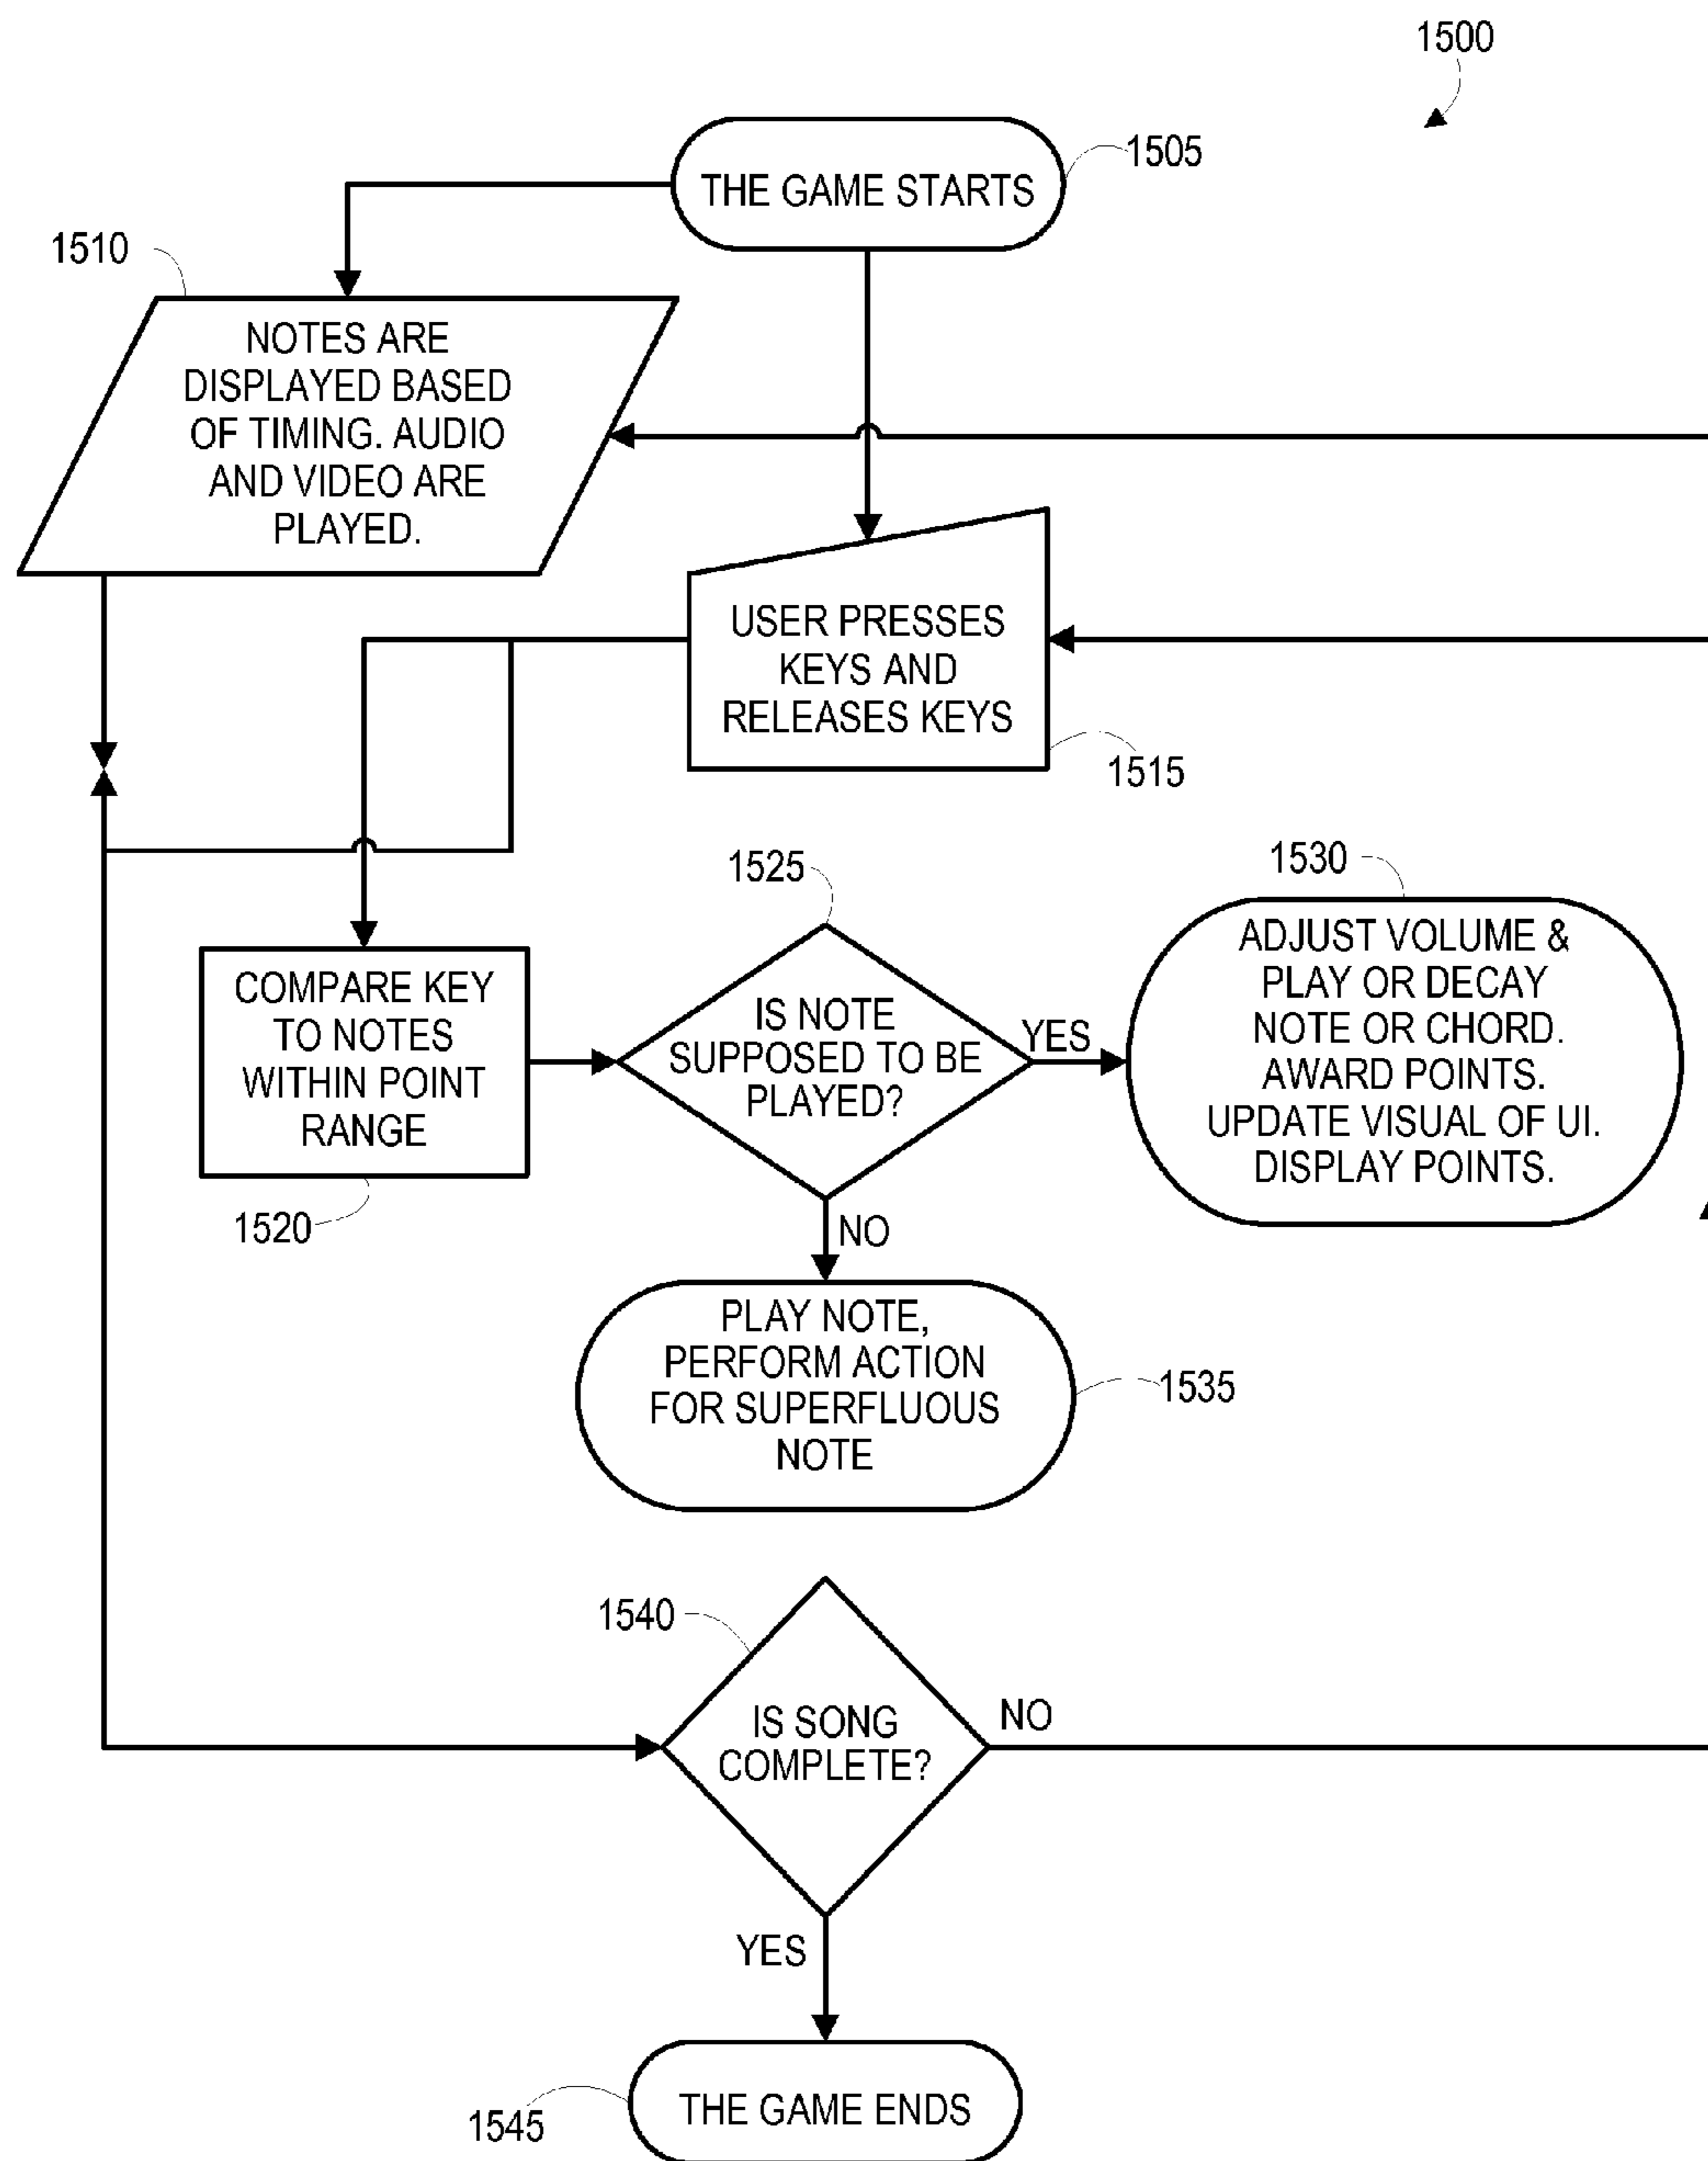 1500
THE GAME STARTS
1505
1510
NOTES ARE
DISPLAYED BASED
OF TIMING. AUDIO
AND VIDEO ARE
PLAYED.
USER PRESSES
KEYS AND
RELEASES KEYS
1515
COMPARE KEY
TO NOTES
WITHIN POINT
RANGE
1520
1525
IS NOTE
SUPPOSED TO BE
PLAYED?
YES
NO
1530
ADJUST VOLUME &
PLAY OR DECAY
NOTE OR CHORD.
AWARD POINTS.
UPDATE VISUAL OF UI.
DISPLAY POINTS.
PLAY NOTE,
PERFORM ACTION
FOR SUPERFLUOUS
NOTE
1535
1540
IS SONG
COMPLETE?
NO
YES
THE GAME ENDS
1545